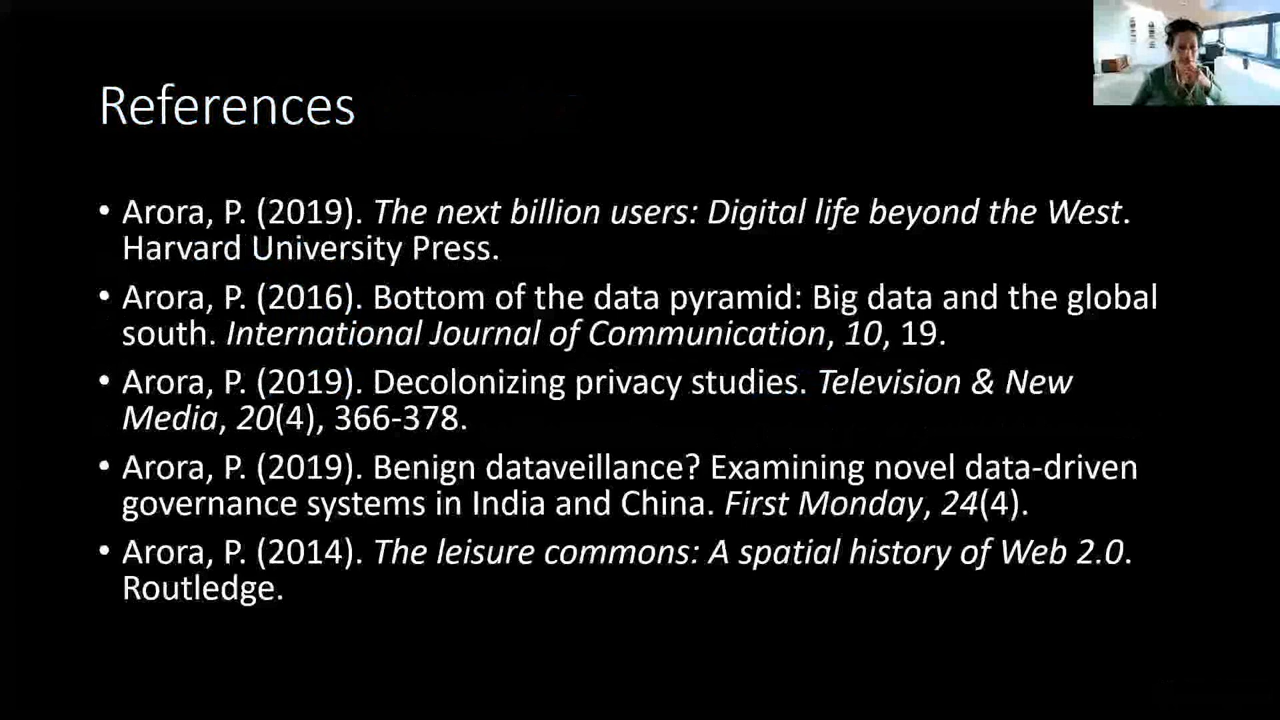 References
• Arora, P. (2019). The next billion users: Digital life beyond the West.
Harvard University Press.
• Arora, P. (2016). Bottom of the data pyramid: Big data and the global
south. International Journal of Communication, 10, 19.
• Arora, P. (2019). Decolonizing privacy studies. Television & New
Media, 20(4), 366-378.
• Arora, P. (2019). Benign dataveillance? Examining novel data-driven
governance systems in India and China. First Monday, 24(4).
• Arora, P. (2014). The leisure commons: A spatial history of Web 2.0.
Routledge.